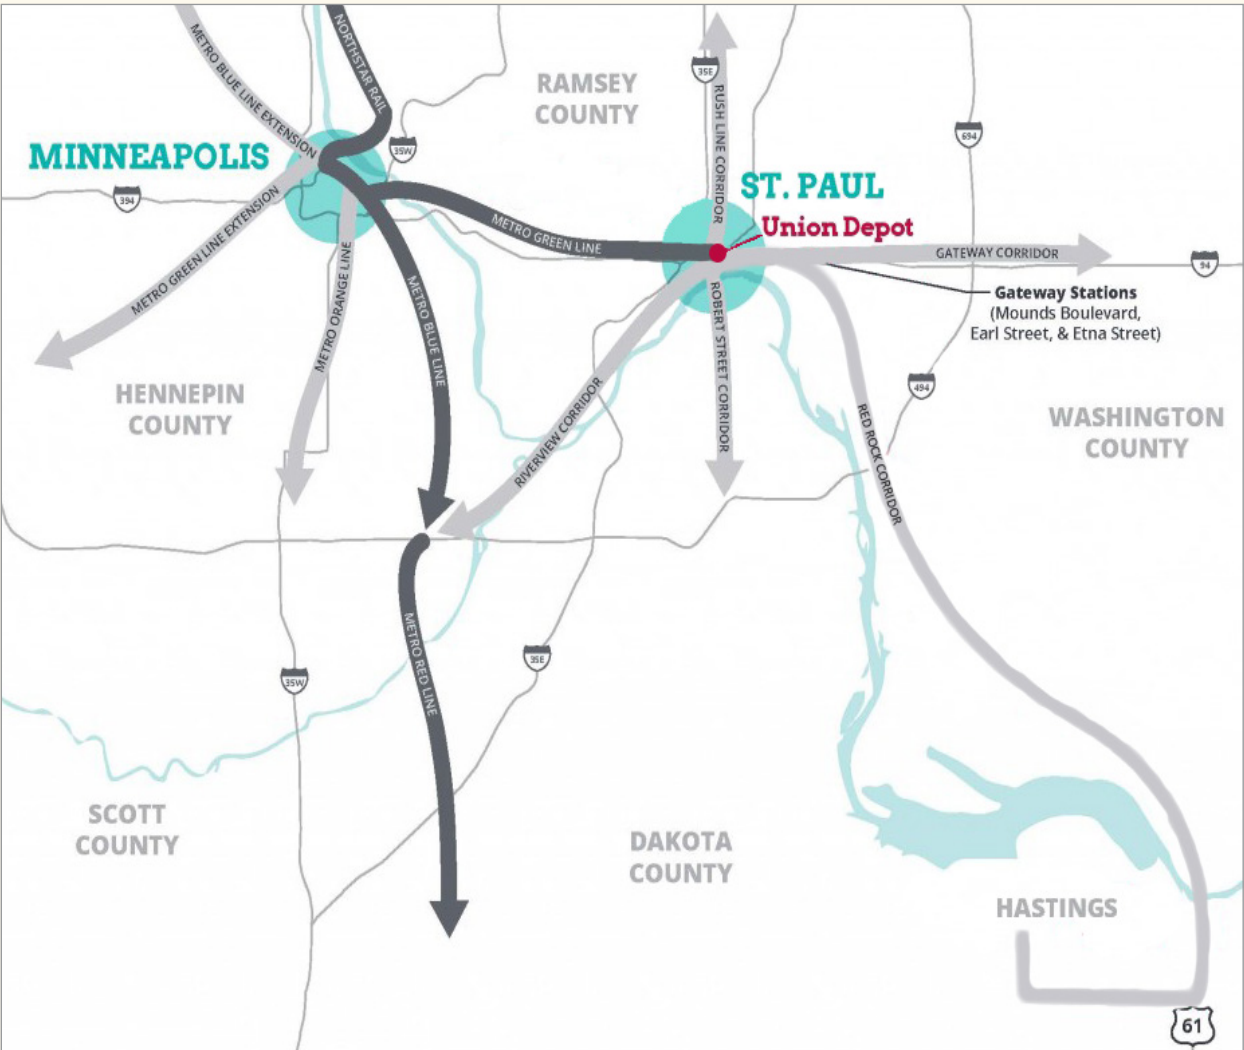 NORTHSTAR RAIL
METRO BLUE LINE EXTENSION
35E
RAMSEY
COUNTY
RUSH LINE CORRIDOR
694
35W
MINNEAPOLIS
394
ST. PAUL
Union Depot
METRO GREEN LINE EXTENSION
METRO GREEN LINE
METRO ORANGE LINE
METRO BLUE LINE
GATEWAY CORRIDOR
94
Gateway Stations
(Mounds Boulevard,
Earl Street, & Etna Street)
ROBERT STREET CORRIDOR
HENNEPIN
COUNTY
RIVERVIEW CORRIDOR
494
RED ROCK CORRIDOR
WASHINGTON
COUNTY
METRO RED LINE
35W
35E
SCOTT
COUNTY
DAKOTA
COUNTY
HASTINGS
61